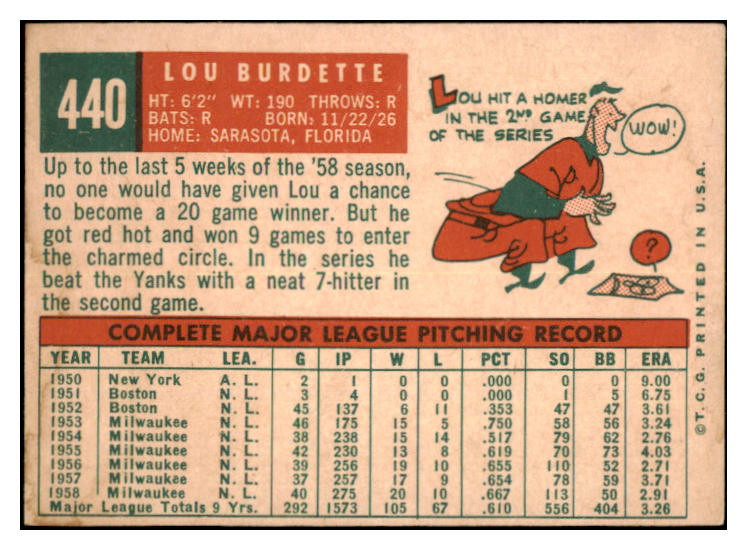 440
LOU BURDETTE
HT: 6'2" WT: 190 THROWS: R
BATS: R BORN: 11/22/26
HOME: SARASOTA, FLORIDA
Up to the last 5 weeks of the '58 season,
no one would have given Lou a chance
to become a 20 game winner. But he
got red hot and won 9 games to enter
the charmed circle. In the series he
beat the Yanks with a neat 7-hitter in
the second game.
LOU HIT A HOMER
IN THE 2ND GAME
OF THE SERIES
WOW!
?
©T.C.G. PRINTED IN U.S.A.
COMPLETE MAJOR LEAGUE PITCHING RECORD
YEAR TEAM LEA. G IP W L PCT SO BB ERA
1950 New York A. L. 2 1 0 0 .000 0 0 9.00
1951 Boston N. L. 3 4 0 0 .000 1 5 6.75
1952 Boston N. L. 45 137 6 11 .353 47 47 3.61
1953 Milwaukee N. L. 46 175 15 5 .750 58 56 3.24
1954 Milwaukee N. L. 38 238 15 14 .517 79 62 2.76
1955 Milwaukee N. L. 42 230 13 8 .619 70 73 4.03
1956 Milwaukee N. L. 39 256 19 10 .655 110 52 2.71
1957 Milwaukee N. L. 37 257 17 9 .654 78 59 3.71
1958 Milwaukee N. L. 40 275 20 10 .667 113 50 2.91
Major League Totals 9 Yrs. 292 1573 105 67 .610 556 404 3.26